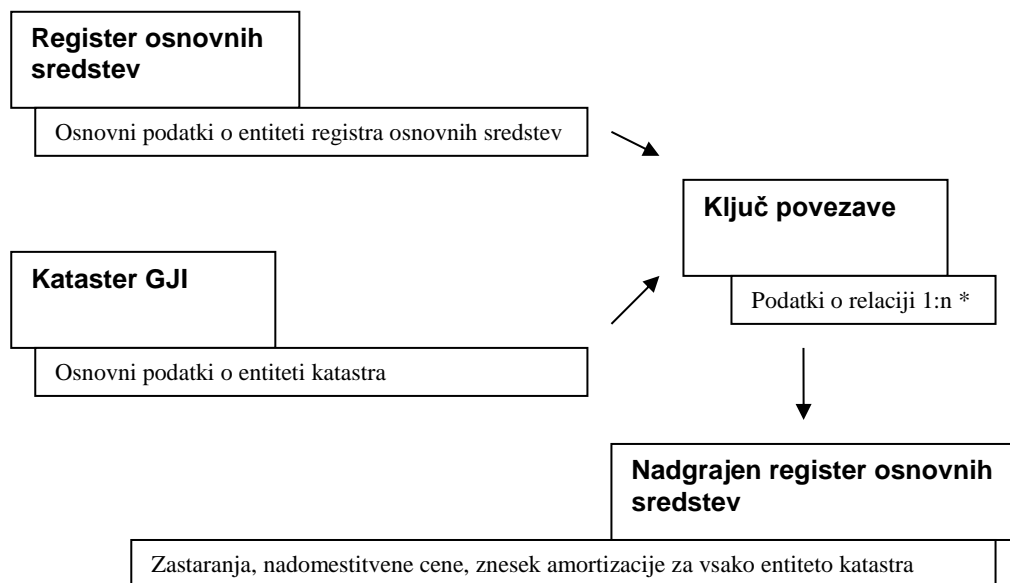 Register osnovnih
sredstev
Osnovni podatki o entiteti registra osnovnih sredstev
Ključ povezave
Kataster GJI
Podatki o relaciji 1:n *
Osnovni podatki o entiteti katastra
Nadgrajen register osnovnih
sredstev
Zastaranja, nadomestitvene cene, znesek amortizacije za vsako entiteto katastra